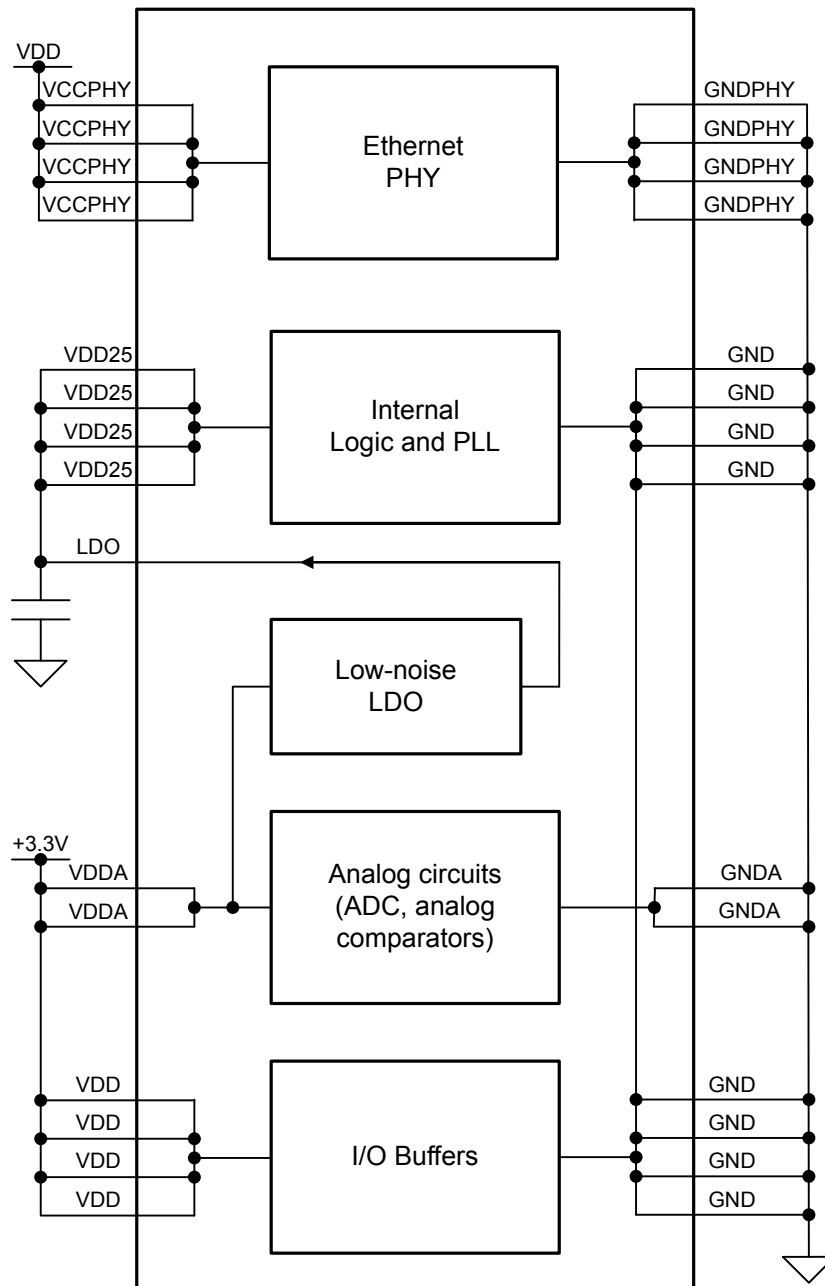 VDD
VCCPHY
VCCPHY
VCCPHY
VCCPHY
Ethernet
PHY
GNDPHY
GNDPHY
GNDPHY
GNDPHY
VDD25
VDD25
VDD25
VDD25
Internal
Logic and PLL
GND
GND
GND
GND
LDO
Low-noise
LDO
+3.3V
VDDA
VDDA
Analog circuits
(ADC, analog
comparators)
GNDA
GNDA
VDD
VDD
VDD
VDD
I/O Buffers
GND
GND
GND
GND